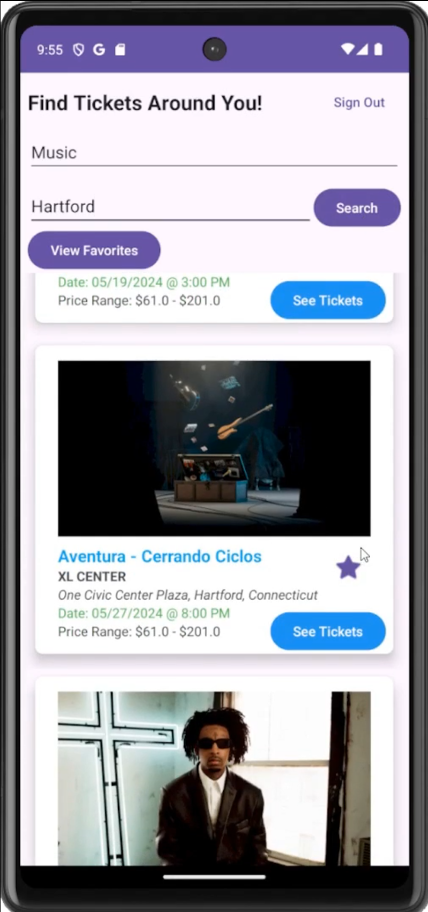 9:55
Find Tickets Around You!
Sign Out
Music
Hartford
Search
View Favorites
Date: 05/19/2024 @ 3:00 PM
Price Range: $61.0 - $201.0
See Tickets
Aventura - Cerrando Ciclos
XL CENTER
One Civic Center Plaza, Hartford, Connecticut
Date: 05/27/2024 @ 8:00 PM
Price Range: $61.0 - $201.0
See Tickets